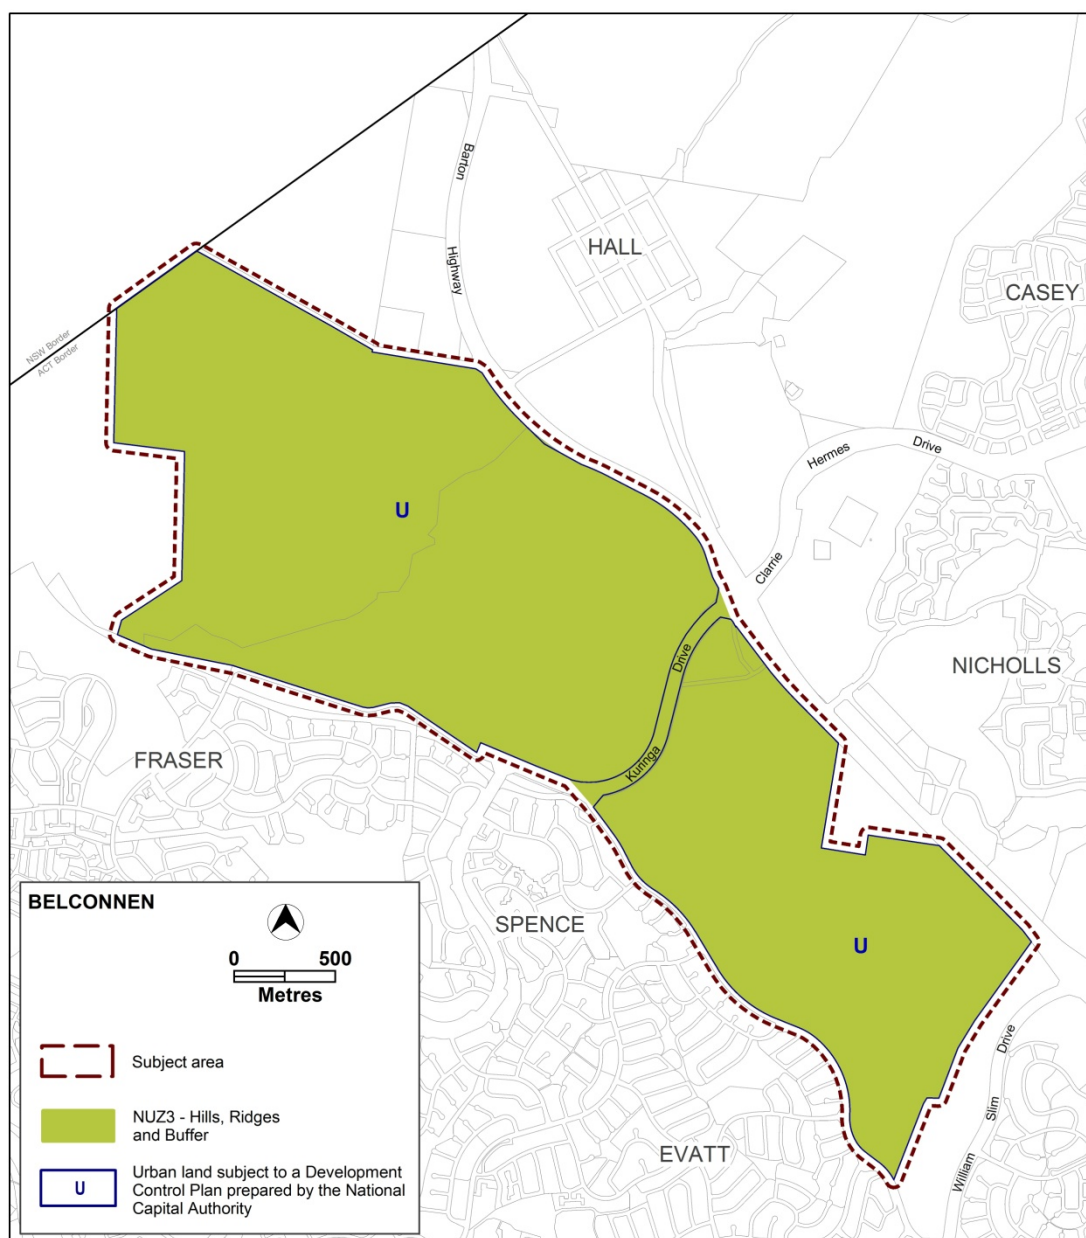 Barton
Highway
HALL
CASEY
NSW Border
ACT Border
Hermes
Drive
Clarrie
U
Drive
Kuringa
NICHOLLS
FRASER
SPENCE
U
EVATT
William
Slim
Drive
BELCONNEN
0 500
Metres
Subject area
NUZ3 - Hills, Ridges
and Buffer
U
Urban land subject to a Development
Control Plan prepared by the National
Capital Authority